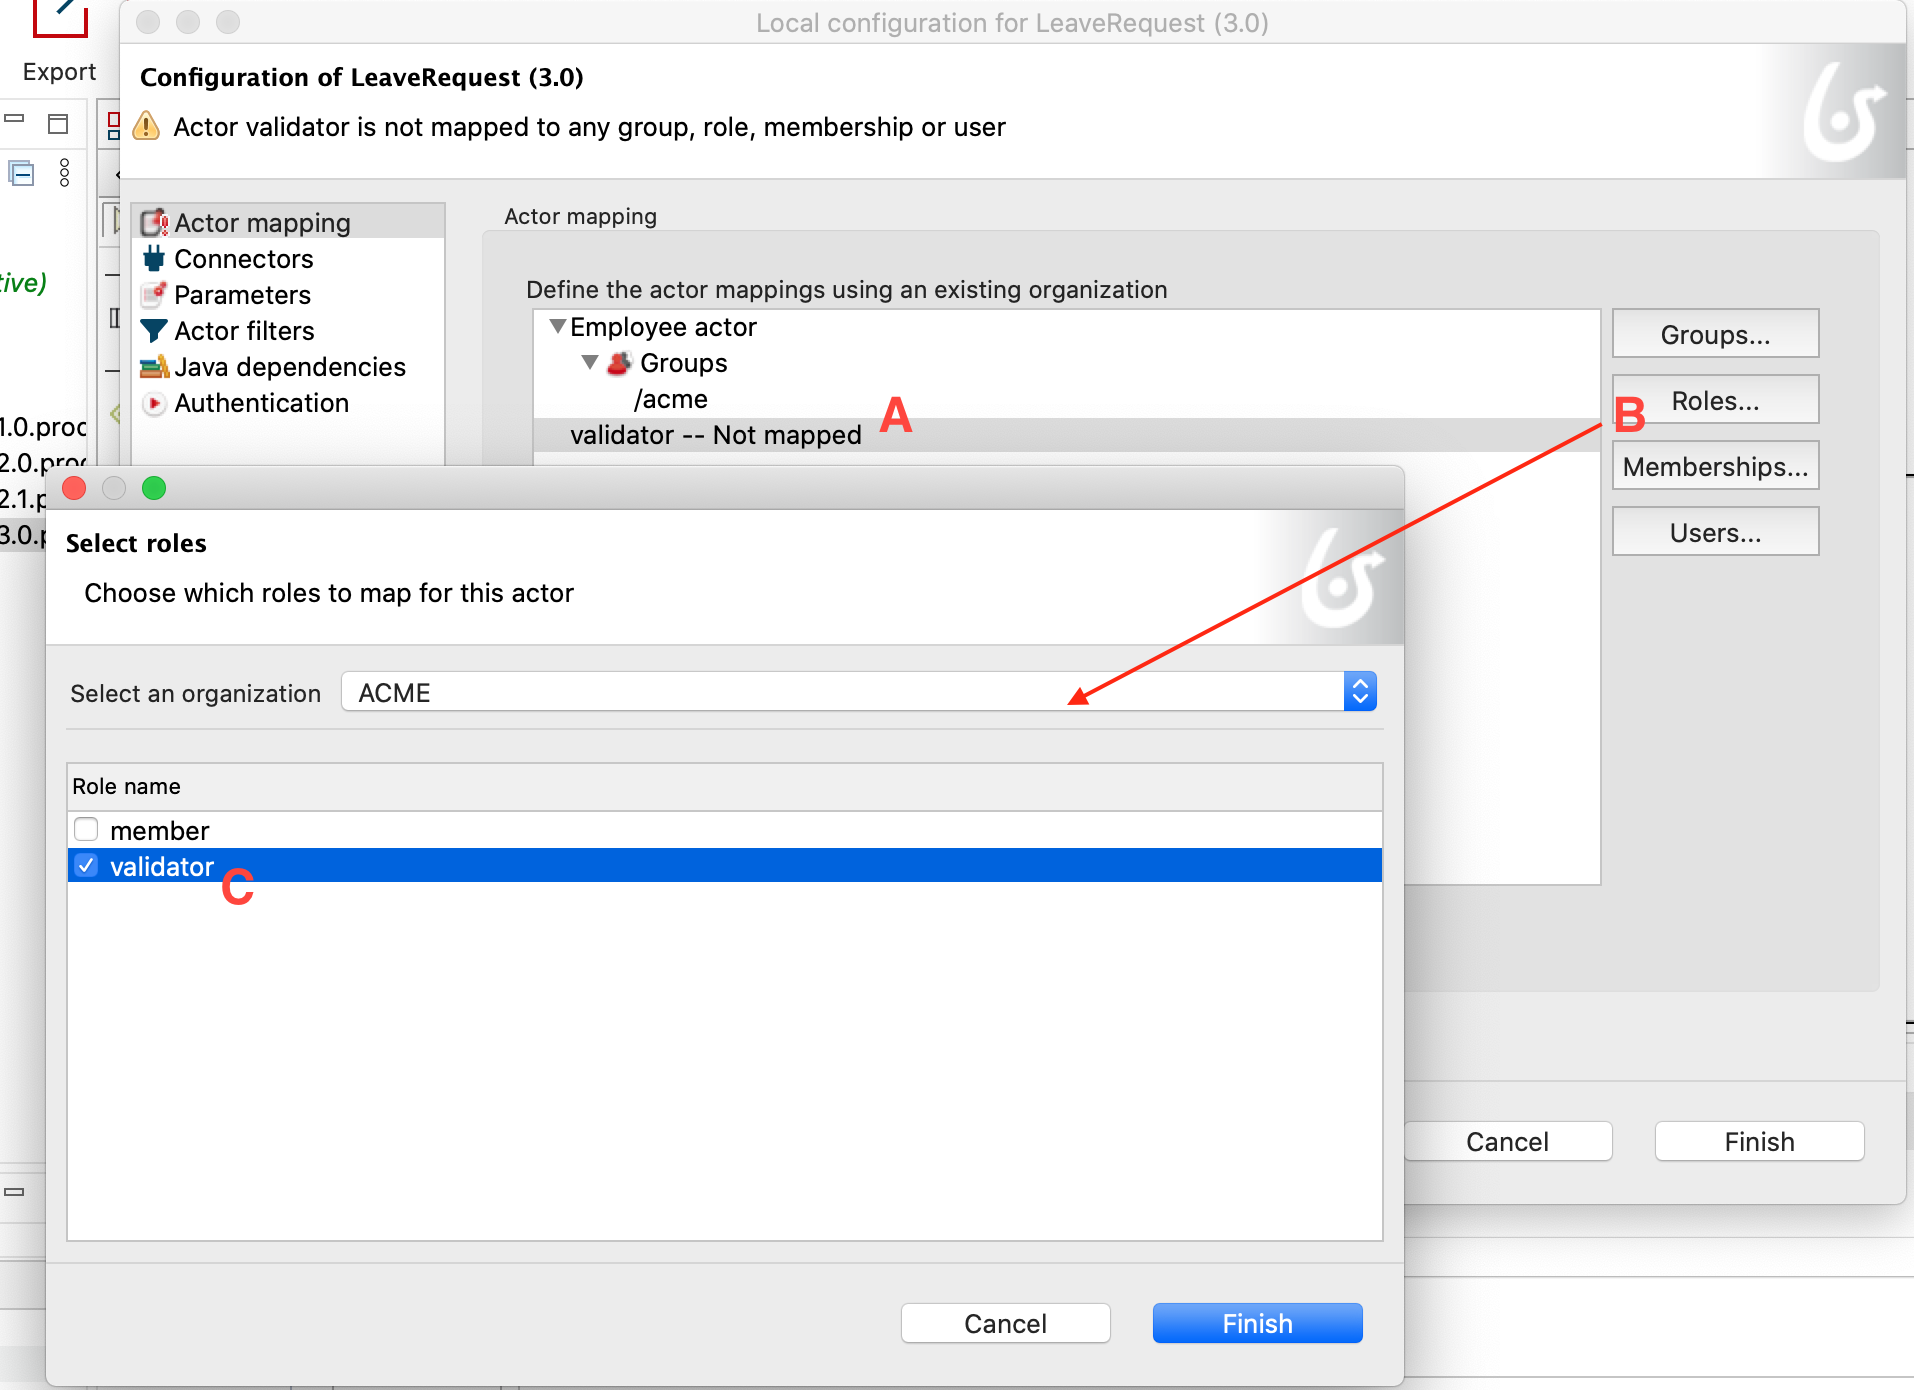 Local configuration for LeaveRequest (3.0)
Export
Configuration of LeaveRequest (3.0)
Actor validator is not mapped to any group, role, membership or user
Actor mapping
Connectors
Parameters
Actor filters
Java dependencies
Authentication
Actor mapping
Define the actor mappings using an existing organization
Employee actor
Groups
/acme
validator -- Not mapped
A
Groups...
B
Roles...
Memberships...
Users...
tive)
1.0.proc
2.0.proc
2.1.p
3.0.p
Select roles
Choose which roles to map for this actor
Select an organization
ACME
Role name
member
validator
C
Cancel
Finish
Cancel
Finish